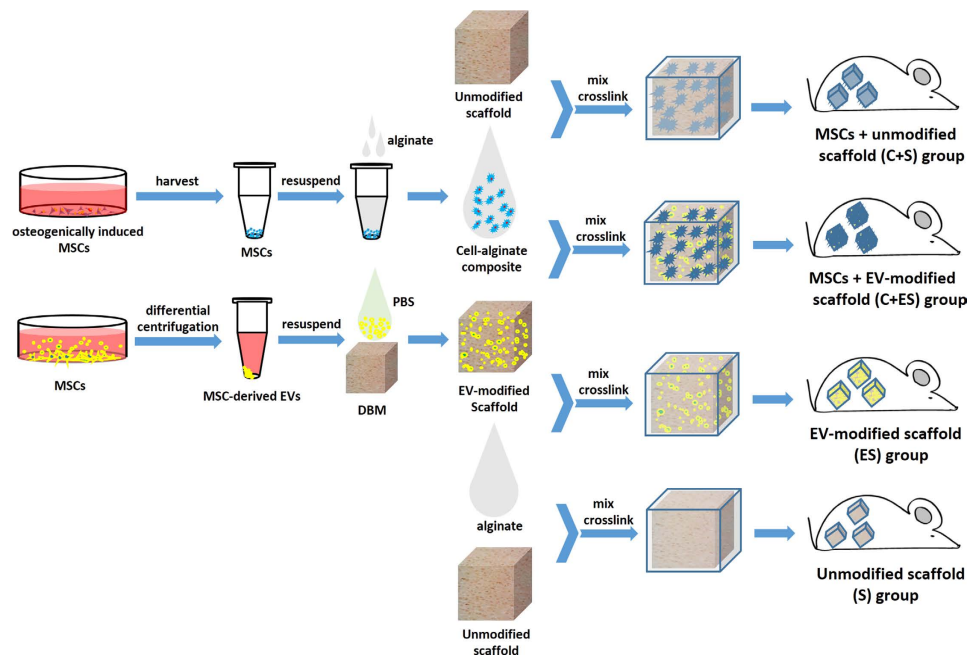 Unmodified
scaffold
mix
crosslink
MSCs + unmodified
scaffold (C+S) group
alginate
harvest
resuspend
osteogenically induced
MSCs
MSCs
Cell-alginate
composite
mix
crosslink
MSCs + EV-modified
scaffold (C+ES) group
differential
centrifugation
resuspend
PBS
MSCs
MSC-derived EVs
DBM
EV-modified
Scaffold
mix
crosslink
EV-modified scaffold
(ES) group
alginate
mix
crosslink
Unmodified
scaffold
Unmodified scaffold
(S) group